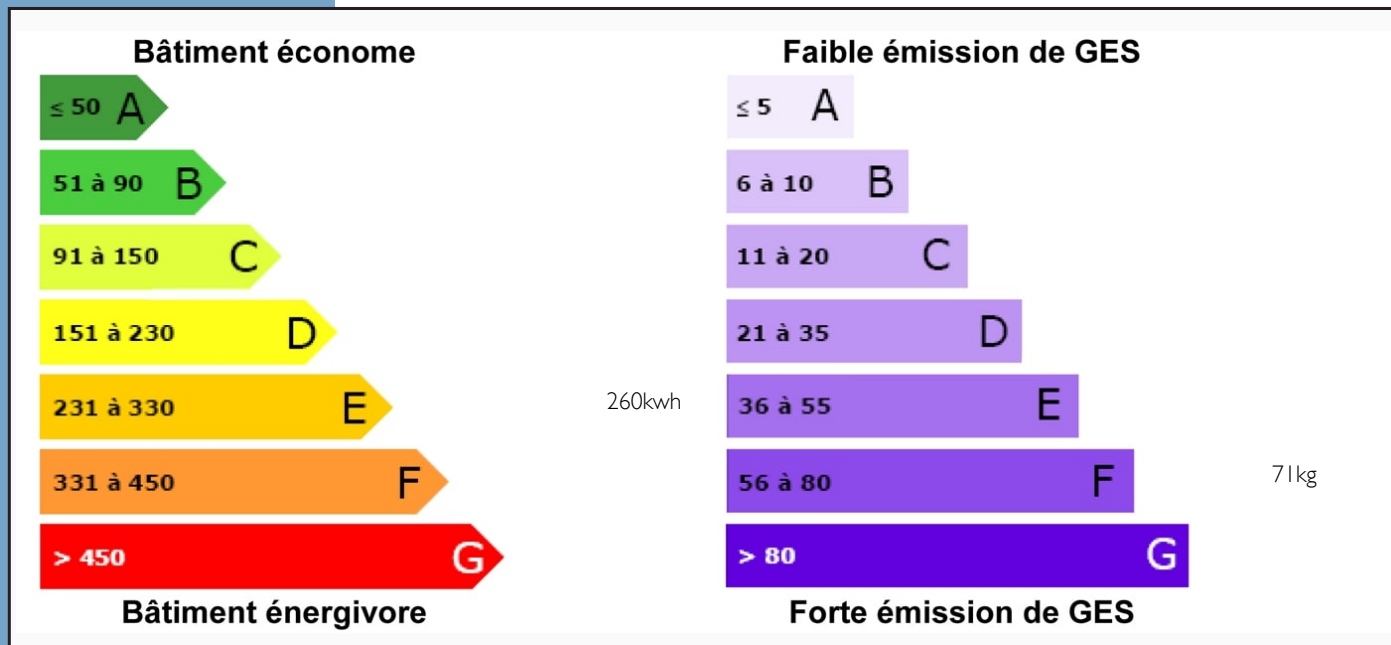 Bâtiment économe
≤ 50 A
51 à 90 B
91 à 150 C
151 à 230 D
231 à 330 E
260kwh
331 à 450 F
> 450 G
Bâtiment énergivore
Faible émission de GES
≤ 5 A
6 à 10 B
11 à 20 C
21 à 35 D
36 à 55 E
56 à 80 F
71kg
> 80 G
Forte émission de GES